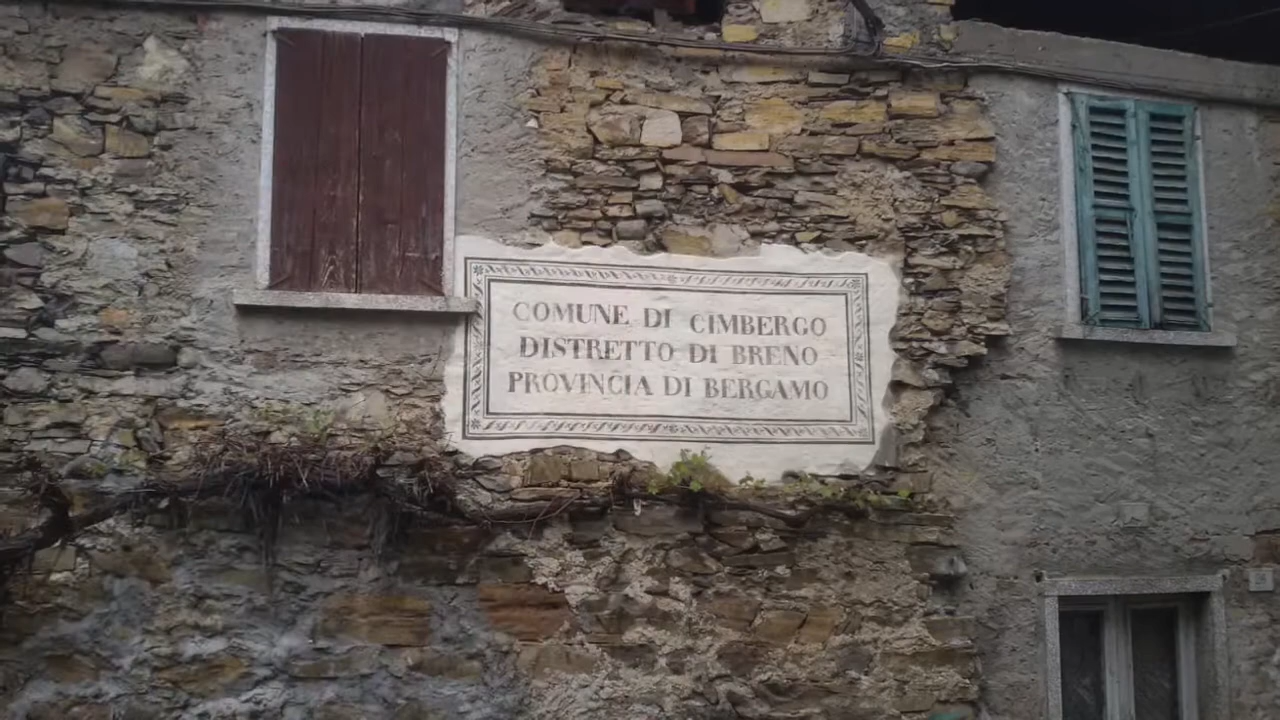 COMUNE DI CIMBERGO
DISTRETTO DI BRENO
PROVINCIA DI BERGAMO